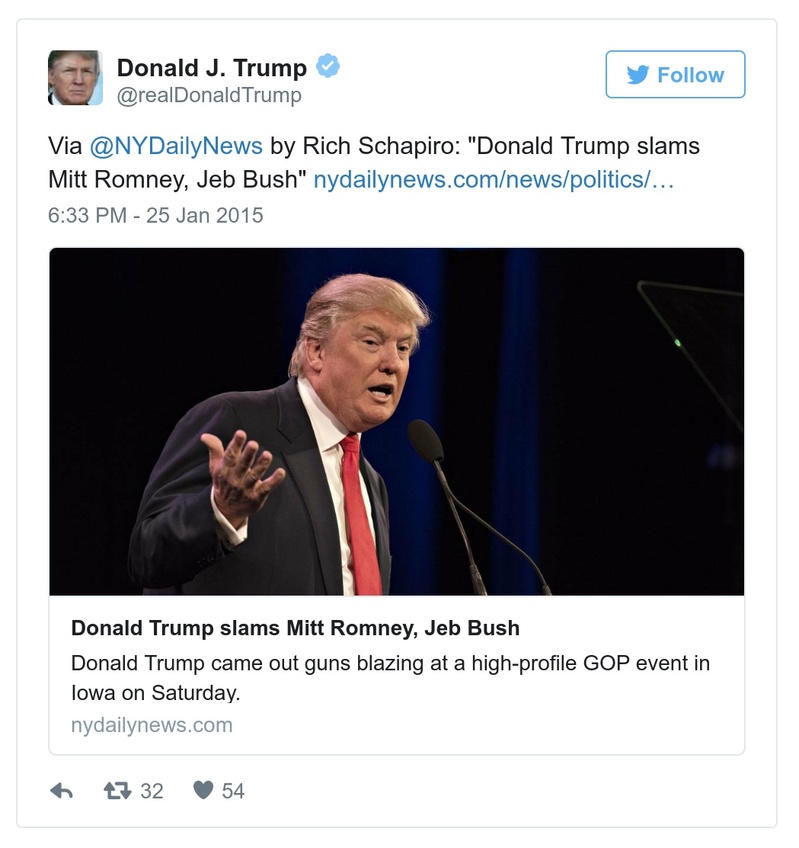 Donald J. Trump
@realDonaldTrump
Follow
Via @NYDailyNews by Rich Schapiro: "Donald Trump slams
Mitt Romney, Jeb Bush" nydailynews.com/news/politics/…
6:33 PM - 25 Jan 2015
Donald Trump slams Mitt Romney, Jeb Bush
Donald Trump came out guns blazing at a high-profile GOP event in
Iowa on Saturday.
nydailynews.com
32
54